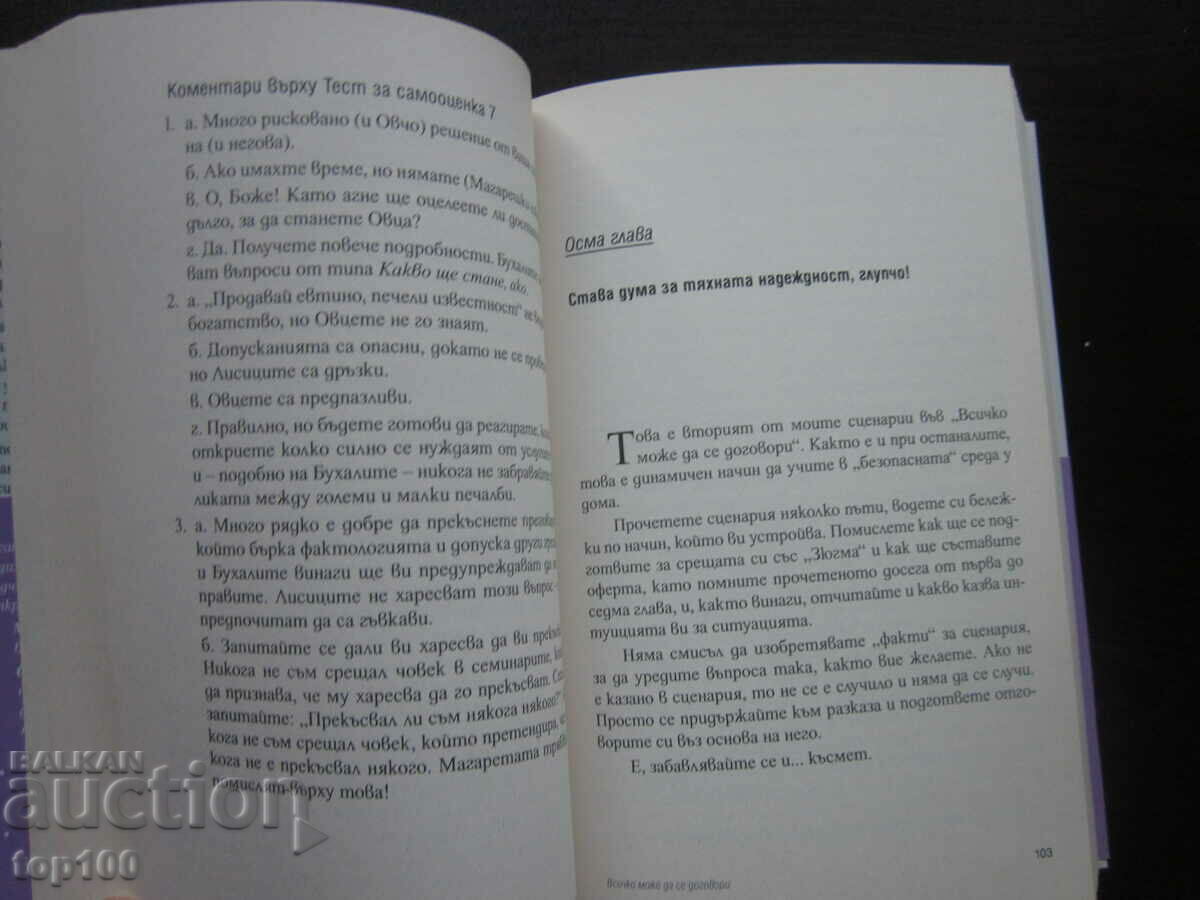 Коментари върху Тест за самооценка 7
1. а. Много рисковано (и Овчо) решение от ваша
на (и негова).
б. Ако имахте време, но нямате (Магарешко
в. О, Боже! Като агне ще оцелеете ли
дълго, за да станете Овца?
г. Да. Получете повече подробности. Бухалите
ват въпроси от типа Какво ще стане, ако.
2. а. „Продавай евтино, печели известност“ не
богатство, но Овцете не го знаят.
б. Допусканията са опасни, докато не се
но Лисиците са дръзки.
в. Овцете са предпазливи.
г. Правилно, но бъдете готови да реагирате,
откриете колко силно се нуждаят от
и – подобно на Бухалите – никога не забравяйте
ликата между големи и малки печалби.
3. а. Много рядко е добре да прекъснете
който бърка фактологията и допуска други
и Бухалите винаги ще ви предупреждават да
правите. Лисиците не харесват този въпрос –
предпочитат да са гъвкави.
б. Запитайте се дали ви харесва да ви
Никога не съм срещал човек в семинарите,
да признава, че му харесва да го прекъсват.
запитайте: „Прекъсвал ли съм някога някого?“
кога не съм срещал човек, който претендира,
кога не е прекъсвал някого. Магаретата
помислят върху това!
Осма глава
Става дума за тяхната надеждност, глупчо!
Това е вторият от моите сценарии във „Всичко
може да се договори“. Както е и при останалите,
това е динамичен начин да учите в „безопасната“ среда у
дома.
Прочетете сценария няколко пъти, водете си бележ-
ки по начин, който ви устройва. Помислете как ще се под-
готвите за срещата си със „Зюгма“ и как ще съставите
оферта, като помните прочетеното досега от първа до
седма глава, и, както винаги, отчитайте и какво казва ин-
туицията ви за ситуацията.
Няма смисъл да изобретявате „факти“ за сценария,
за да уредите въпроса така, както вие желаете. Ако не
е казано в сценария, то не се е случило и няма да се случи.
Просто се придържайте към разказа и подгответе отго-
ворите си въз основа на него.
Е, забавлявайте се и... късмет.
103
Всичко може да се договори
BALKAN
auction
top100